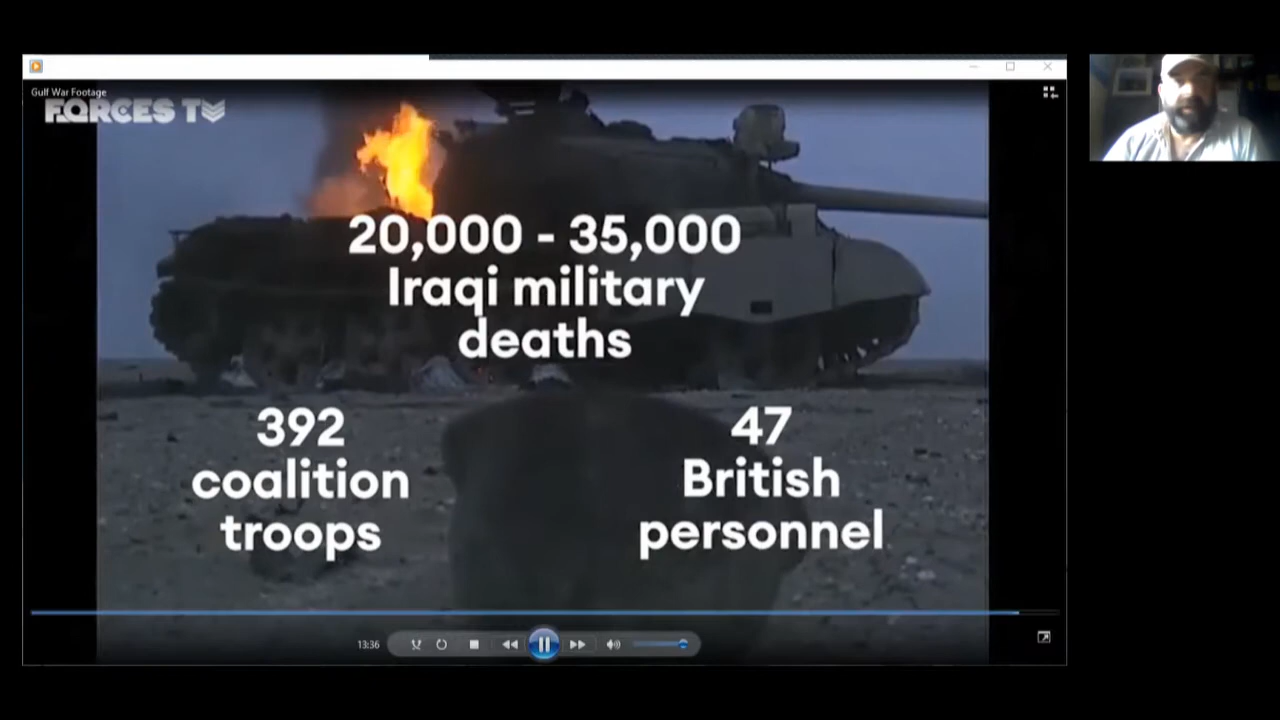 Gulf War Footage
FORCES TV
20,000 - 35,000
Iraqi military
deaths
392
coalition
troops
47
British
personnel
13:36